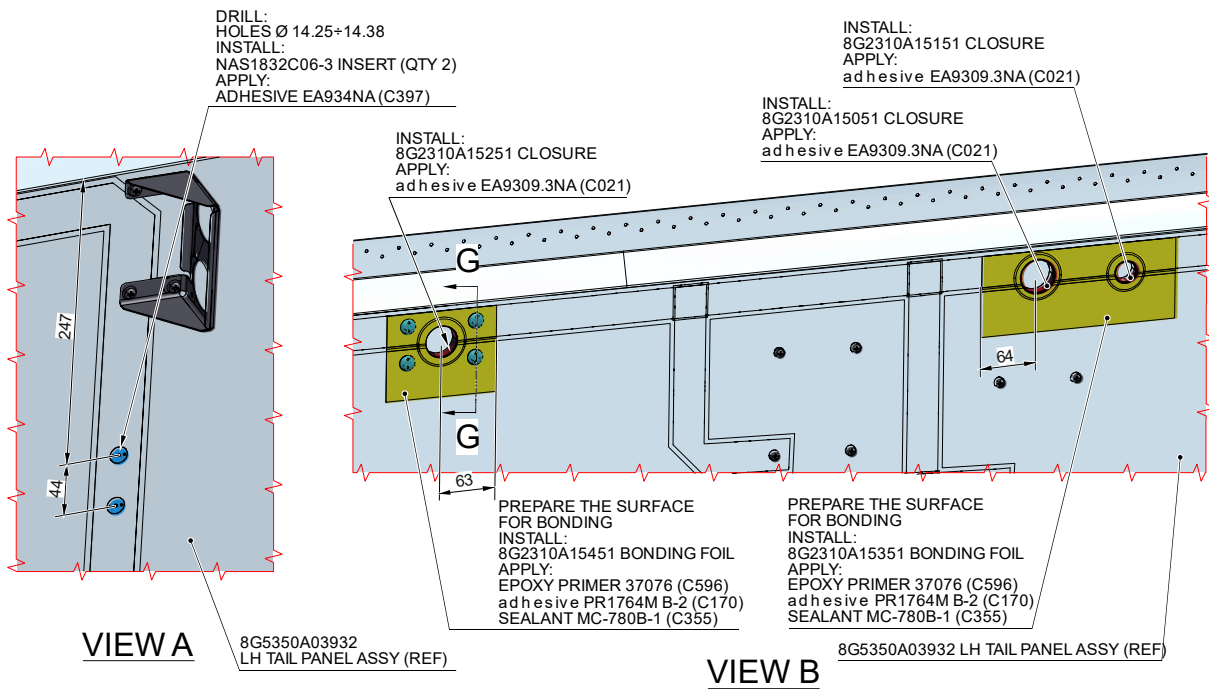 DRILL:
HOLES Ø 14.25÷14.38
INSTALL:
NAS1832C06-3 INSERT (QTY 2)
APPLY:
ADHESIVE EA934NA (C397)
INSTALL:
8G2310A15151 CLOSURE
APPLY:
adhesive EA9309.3NA (C021)
INSTALL:
8G2310A15051 CLOSURE
APPLY:
adhesive EA9309.3NA (C021)
INSTALL:
8G2310A15251 CLOSURE
APPLY:
adhesive EA9309.3NA (C021)
247
44
G
G
63
64
PREPARE THE SURFACE
FOR BONDING
INSTALL:
8G2310A15451 BONDING FOIL
APPLY:
EPOXY PRIMER 37076 (C596)
adhesive PR1764M B-2 (C170)
SEALANT MC-780B-1 (C355)
PREPARE THE SURFACE
FOR BONDING
INSTALL:
8G2310A15351 BONDING FOIL
APPLY:
EPOXY PRIMER 37076 (C596)
adhesive PR1764M B-2 (C170)
SEALANT MC-780B-1 (C355)
VIEW A
8G5350A03932
LH TAIL PANEL ASSY (REF)
8G5350A03932 LH TAIL PANEL ASSY (REF)
VIEW B